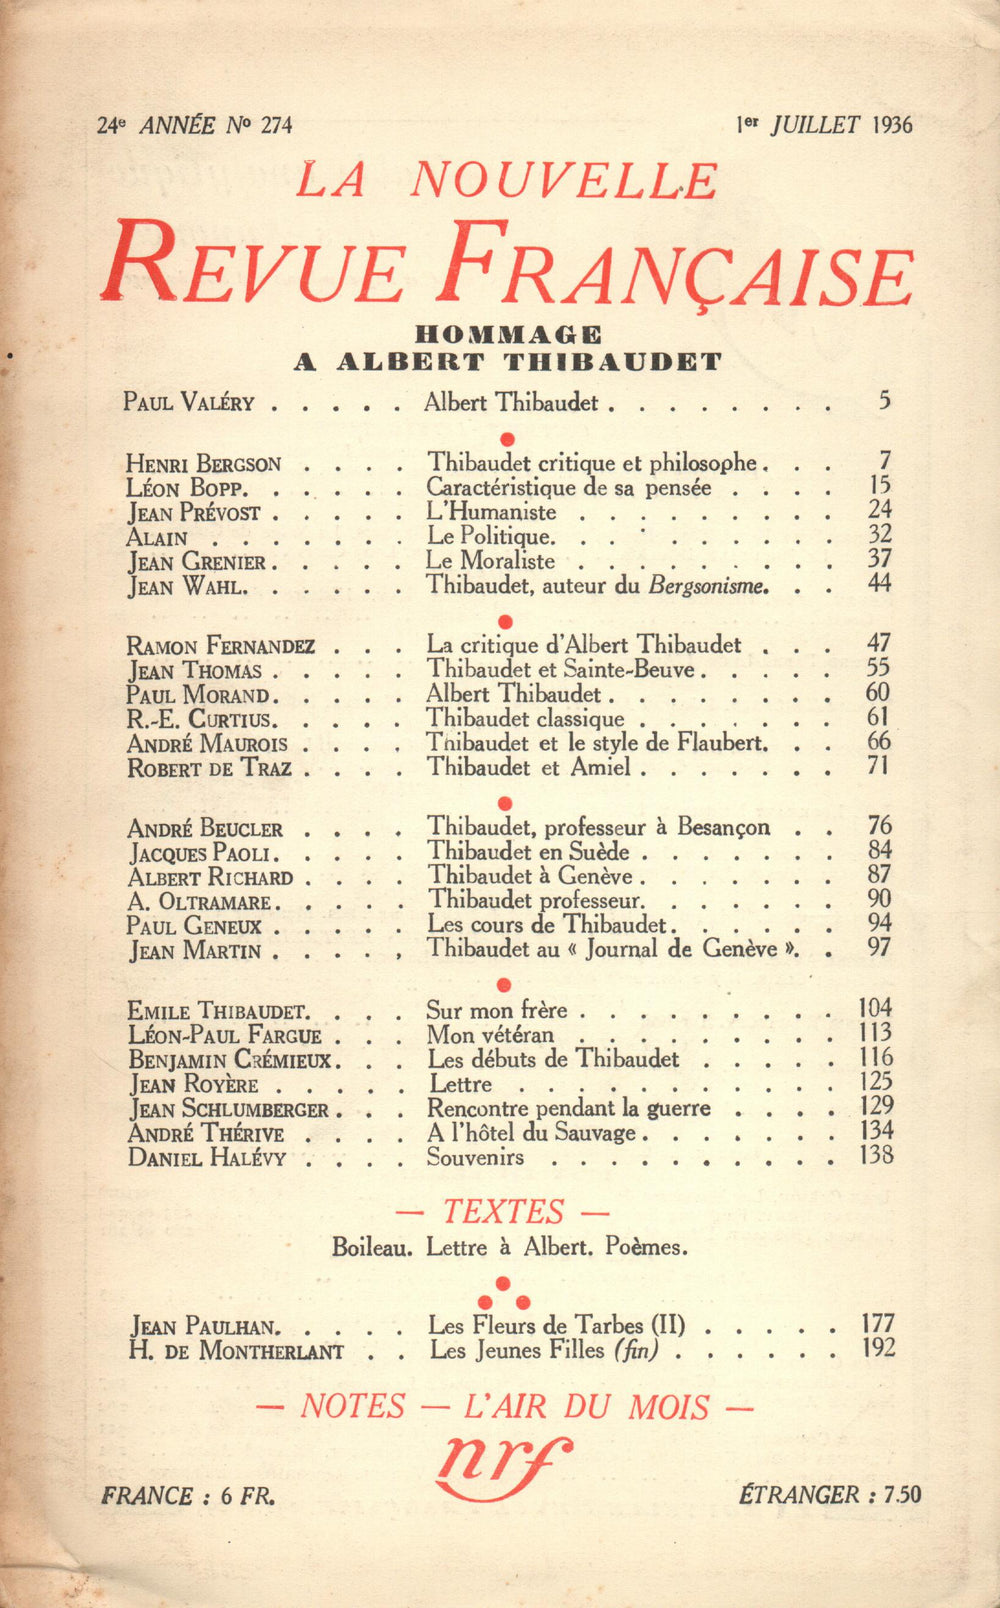 24e ANNÉE No 274 1er JUILLET 1936
LA NOUVELLE
REVUE FRANÇAISE
HOMMAGE
A ALBERT THIBAUDET
PAUL VALÉRY . . . . . Albert Thibaudet . . . . . . . . 5
HENRI BERGSON . . . . Thibaudet critique et philosophe. . . 7
LÉON BOPP. . . . . . Caractéristique de sa pensée . . . . 15
JEAN PRÉVOST . . . . . L'Humaniste . . . . . . . . . 24
ALAIN . . . . . . . Le Politique. . . . . . . . . 32
JEAN GRENIER . . . . . Le Moraliste . . . . . . . . . 37
JEAN WAHL. . . . . . Thibaudet, auteur du Bergsonisme. . . 44
RAMON FERNANDEZ . . . La critique d'Albert Thibaudet . . . 47
JEAN THOMAS . . . . . Thibaudet et Sainte-Beuve . . . . . 55
PAUL MORAND. . . . . Albert Thibaudet . . . . . . . . 60
R.-E. CURTIUS. . . . . Thibaudet classique . . . . . . . 61
ANDRÉ MAUROIS . . . . Thibaudet et le style de Flaubert. . . 66
ROBERT DE TRAZ . . . . Thibaudet et Amiel . . . . . . . 71
ANDRÉ BEUCLER . . . . Thibaudet, professeur à Besançon . . 76
JACQUES PAOLI. . . . . Thibaudet en Suède . . . . . . . 84
ALBERT RICHARD . . . . Thibaudet à Genève . . . . . . . 87
A. OLTRAMARE. . . . . Thibaudet professeur. . . . . . . 90
PAUL GENEUX . . . . . Les cours de Thibaudet. . . . . . 94
JEAN MARTIN . . . . . Thibaudet au « Journal de Genève ». . 97
EMILE THIBAUDET. . . . Sur mon frère . . . . . . . . . 104
LÉON-PAUL FARGUE . . . Mon vétéran . . . . . . . . . 113
BENJAMIN CRÉMIEUX. . . Les débuts de Thibaudet . . . . . 116
JEAN ROYÈRE . . . . . Lettre . . . . . . . . . . . 125
JEAN SCHLUMBERGER . . . Rencontre pendant la guerre . . . . 129
ANDRÉ THÉRIVE . . . . A l'hôtel du Sauvage . . . . . . . 134
DANIEL HALÉVY . . . . Souvenirs . . . . . . . . . . 138
— TEXTES —
Boileau. Lettre à Albert. Poèmes.
JEAN PAULHAN. . . . . Les Fleurs de Tarbes (II) . . . . . 177
H. DE MONTHERLANT . . Les Jeunes Filles (fin) . . . . . . 192
— NOTES — L'AIR DU MOIS —
nrf
FRANCE : 6 FR. ÉTRANGER : 7.50